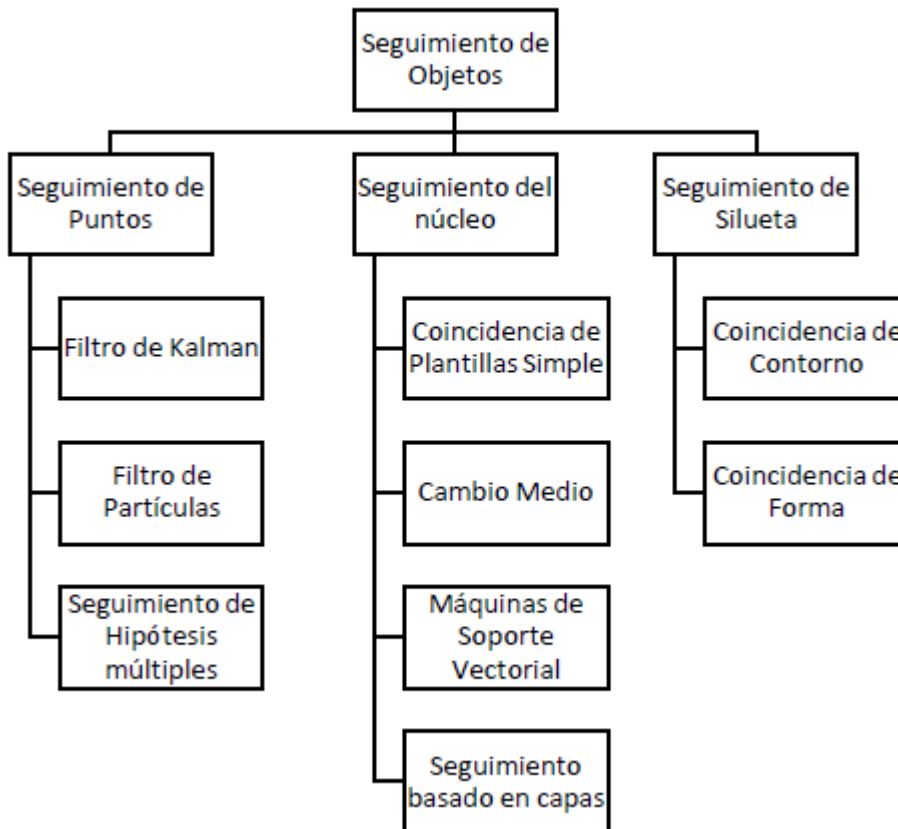 Seguimiento de
Objetos
Seguimiento de
Puntos
Filtro de Kalman
Filtro de
Partículas
Seguimiento de
Hipótesis
múltiples
Seguimiento del
núcleo
Coincidencia de
Plantillas Simple
Cambio Medio
Máquinas de
Soporte
Vectorial
Seguimiento
basado en capas
Seguimiento de
Silueta
Coincidencia de
Contorno
Coincidencia de
Forma